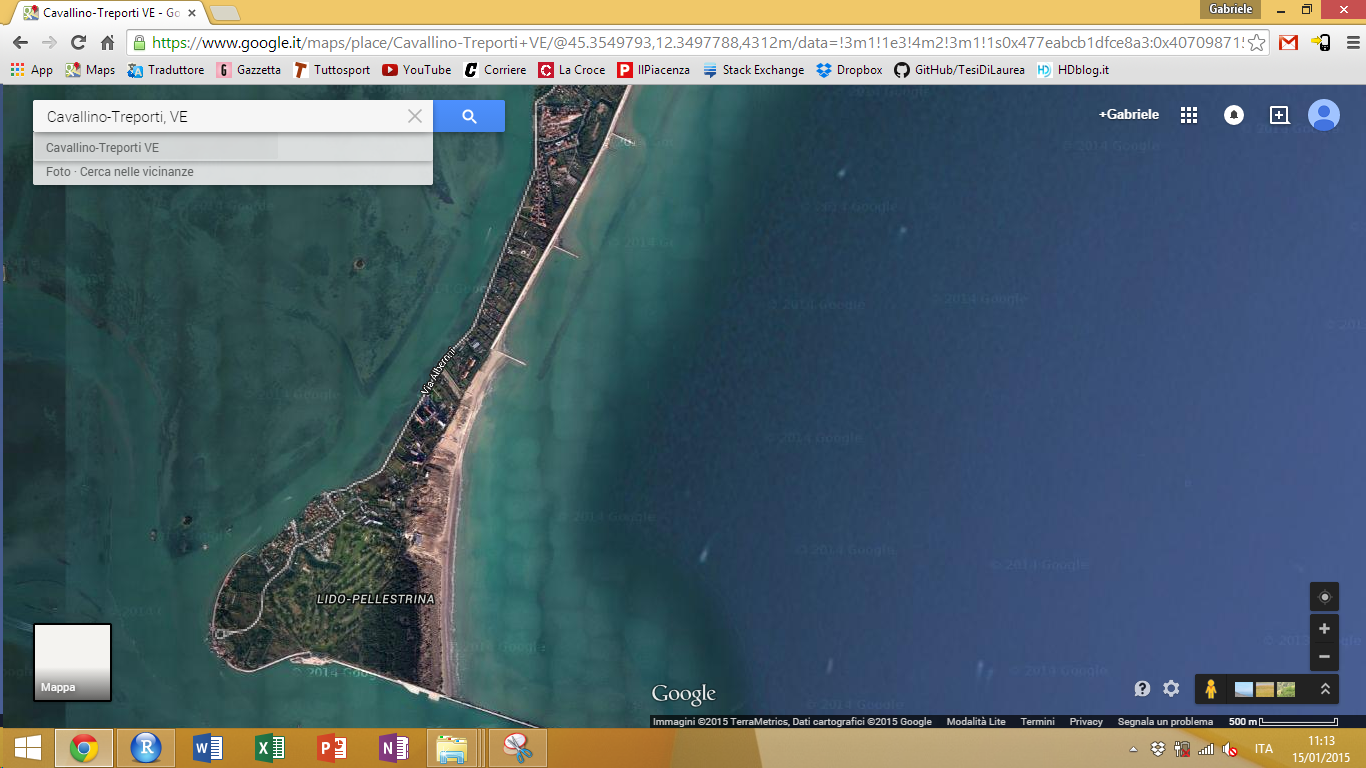 Cavallino-Treporti VE - Go
Gabriele
https://www.google.it/maps/place/Cavallino-Treporti+VE/@45.3549793,12.3497788,4312m/data=!3m1!1e3!4m2!3m1!1s0x477eabcb1dfce8a3:0x40709871
App Maps Traduttore Gazzetta Tuttosport YouTube Corriere La Croce IlPiacenza Stack Exchange Dropbox GitHub/TesiDiLaurea HDblog.it
Cavallino-Treporti, VE
+Gabriele
Cavallino-Treporti VE
Foto · Cerca nelle vicinanze
© 2014 Google
Via Alberoni
LIDO-PELLESTRINA
Mappa
Google
Immagini ©2015 TerraMetrics, Dati cartografici ©2015 Google Modalità Lite Termini Privacy Segnala un problema 500 m
ITA
11:13
15/01/2015